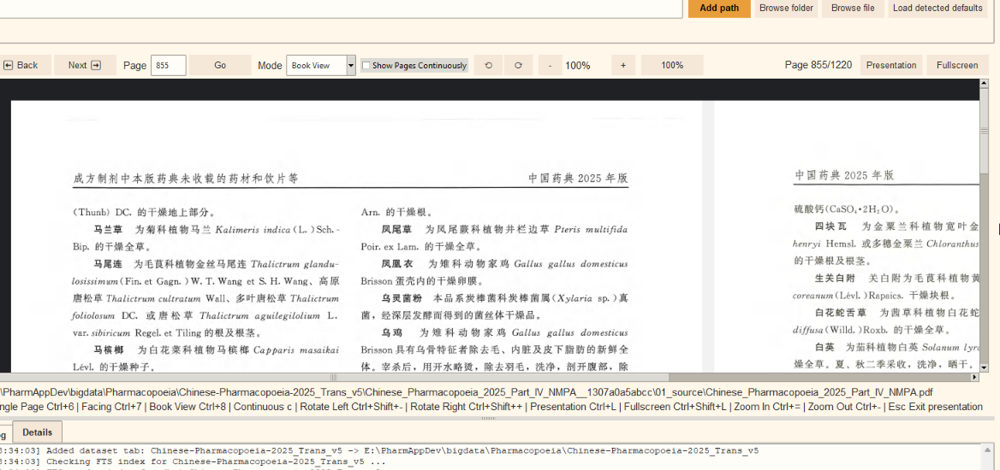 Add path Browse folder Browse file Load detected defaults
Back Next Page 855 Go Mode Book View Show Pages Continuously - 100% + 100% Page 855/1220 Presentation Fullscreen
成方制剂中本版药典未收载的药材和饮片等 中国药典 2025 年版
(Thunb) DC. 的干燥地上部分。
马兰草 为菊科植物马兰 Kalimeris indica (L.) Sch.-
Bip. 的干燥全草。
马尾连 为毛茛科植物金丝马尾连 Thalictrum glandu-
losissimum (Fin. et Gagn.) W. T. Wang et S. H. Wang、高原
唐松草 Thalictrum cultratum Wall、多叶唐松草 Thalictrum
foliolosum DC. 或唐松草 Thalictrum aguilegilolium L.
var. sibiricum Regel. et Tiling 的根及根茎。
马槟榔 为白花菜科植物马槟榔 Capparis masaikai
Lévl. 的干燥种子。
Arn. 的干燥根。
凤尾草 为凤尾蕨科植物井栏边草 Pteris multifida
Poir. ex Lam. 的干燥全草。
凤凰衣 为雉科动物家鸡 Gallus gallus domesticus
Brisson 蛋壳内的干燥卵膜。
乌灵菌粉 本品系炭棒菌科炭棒菌属 (Xylaria sp.) 真
菌，经深层发酵而得到的菌丝体干燥品。
乌鸡 为雉科动物家鸡 Gallus gallus domesticus
Brisson 具有乌骨特征者除去毛、内脏及皮下脂肪的新鲜全
体。宰杀后，用开水略烫，除去羽毛，洗净，剖开腹部，除
中国药典 2025 年版
硫酸钙(CaSO₄·2H₂O)。
四块瓦 为金粟兰科植物宽叶金
henryi Hemsl. 或多穗金粟兰 Chloranthus
的干燥根及根茎。
生关白附 关白附为毛茛科植物黄
coreanum (Lévl.) Rapaics. 干燥块根。
白花蛇舌草 为茜草科植物白花蛇
diffusa (Willd.) Roxb. 的干燥全草。
白英 为茄科植物白英 Solanum lyra
燥全草。夏、秋二季采收，洗净，晒干。
\PharmAppDev\bigdata\Pharmacopoeia\Chinese-Pharmacopoeia-2025_Trans_v5\Chinese_Pharmacopoeia_2025_Part_IV_NMPA__1307a0a5abcc\01_source\Chinese_Pharmacopoeia_2025_Part_IV_NMPA.pdf
ngle Page Ctrl+6 | Facing Ctrl+7 | Book View Ctrl+8 | Continuous c | Rotate Left Ctrl+Shift+- | Rotate Right Ctrl+Shift++ | Presentation Ctrl+L | Fullscreen Ctrl+Shift+L | Zoom In Ctrl+= | Zoom Out Ctrl+- | Esc Exit presentation
og Details
3:34:03] Added dataset tab: Chinese-Pharmacopoeia-2025_Trans_v5 -> E:\PharmAppDev\bigdata\Pharmacopoeia\Chinese-Pharmacopoeia-2025_Trans_v5
3:34:03] Checking FTS index for Chinese-Pharmacopoeia-2025_Trans_v5 ...